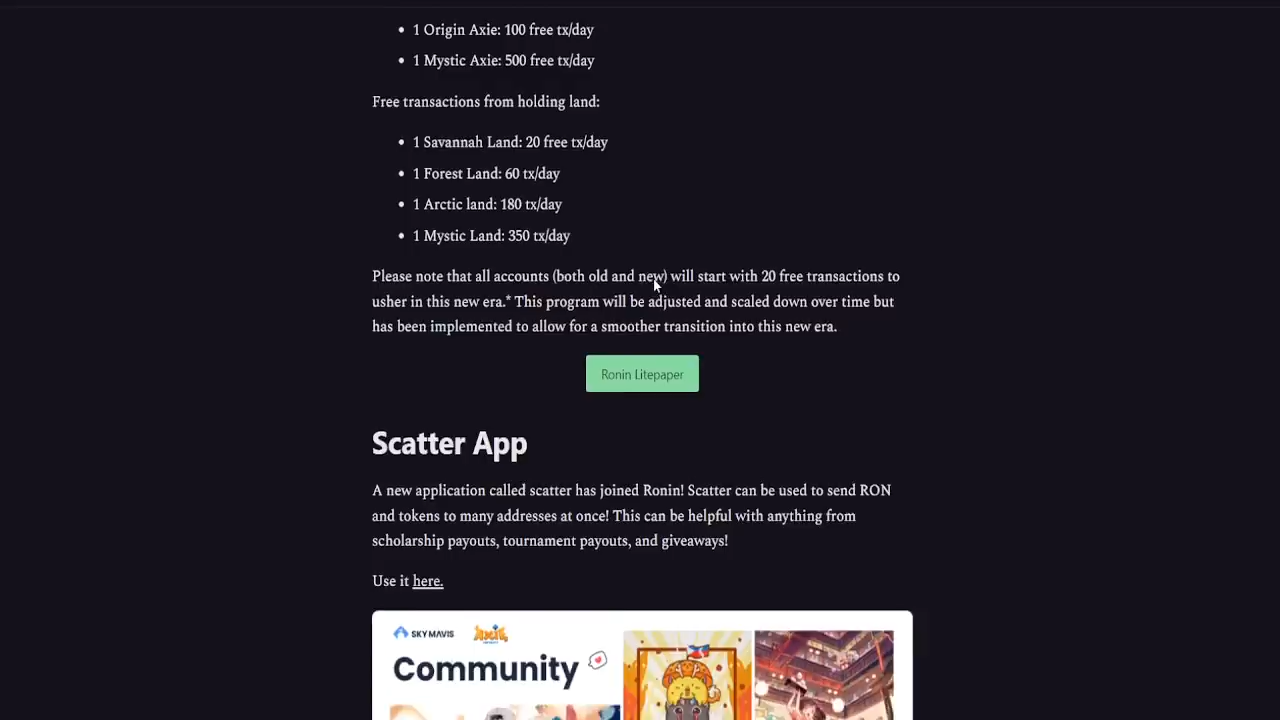 • 1 Origin Axie: 100 free tx/day
• 1 Mystic Axie: 500 free tx/day
Free transactions from holding land:
• 1 Savannah Land: 20 free tx/day
• 1 Forest Land: 60 tx/day
• 1 Arctic land: 180 tx/day
• 1 Mystic Land: 350 tx/day
Please note that all accounts (both old and new) will start with 20 free transactions to
usher in this new era.* This program will be adjusted and scaled down over time but
has been implemented to allow for a smoother transition into this new era.
Ronin Litepaper
Scatter App
A new application called scatter has joined Ronin! Scatter can be used to send RON
and tokens to many addresses at once! This can be helpful with anything from
scholarship payouts, tournament payouts, and giveaways!
Use it here.
SKY MAVIS
Community